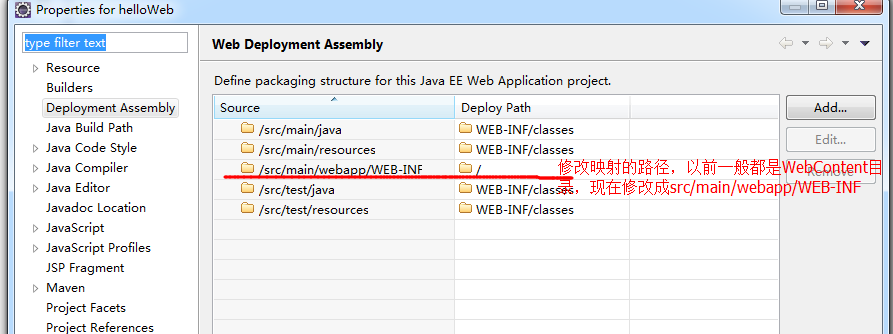 Properties for helloWeb
type filter text
Web Deployment Assembly
Resource
Builders
Deployment Assembly
Java Build Path
Java Code Style
Java Compiler
Java Editor
Javadoc Location
JavaScript
JavaScript Profiles
JSP Fragment
Maven
Project Facets
Project References
Define packaging structure for this Java EE Web Application project.
Source Deploy Path
/src/main/java WEB-INF/classes
/src/main/resources WEB-INF/classes
/src/main/webapp/WEB-INF /
/src/test/java WEB-INF/classes
/src/test/resources WEB-INF/classes
修改映射的路径，以前一般都是WebContent目
录，现在修改成src/main/webapp/WEB-INF
Add...
Edit...
Remove